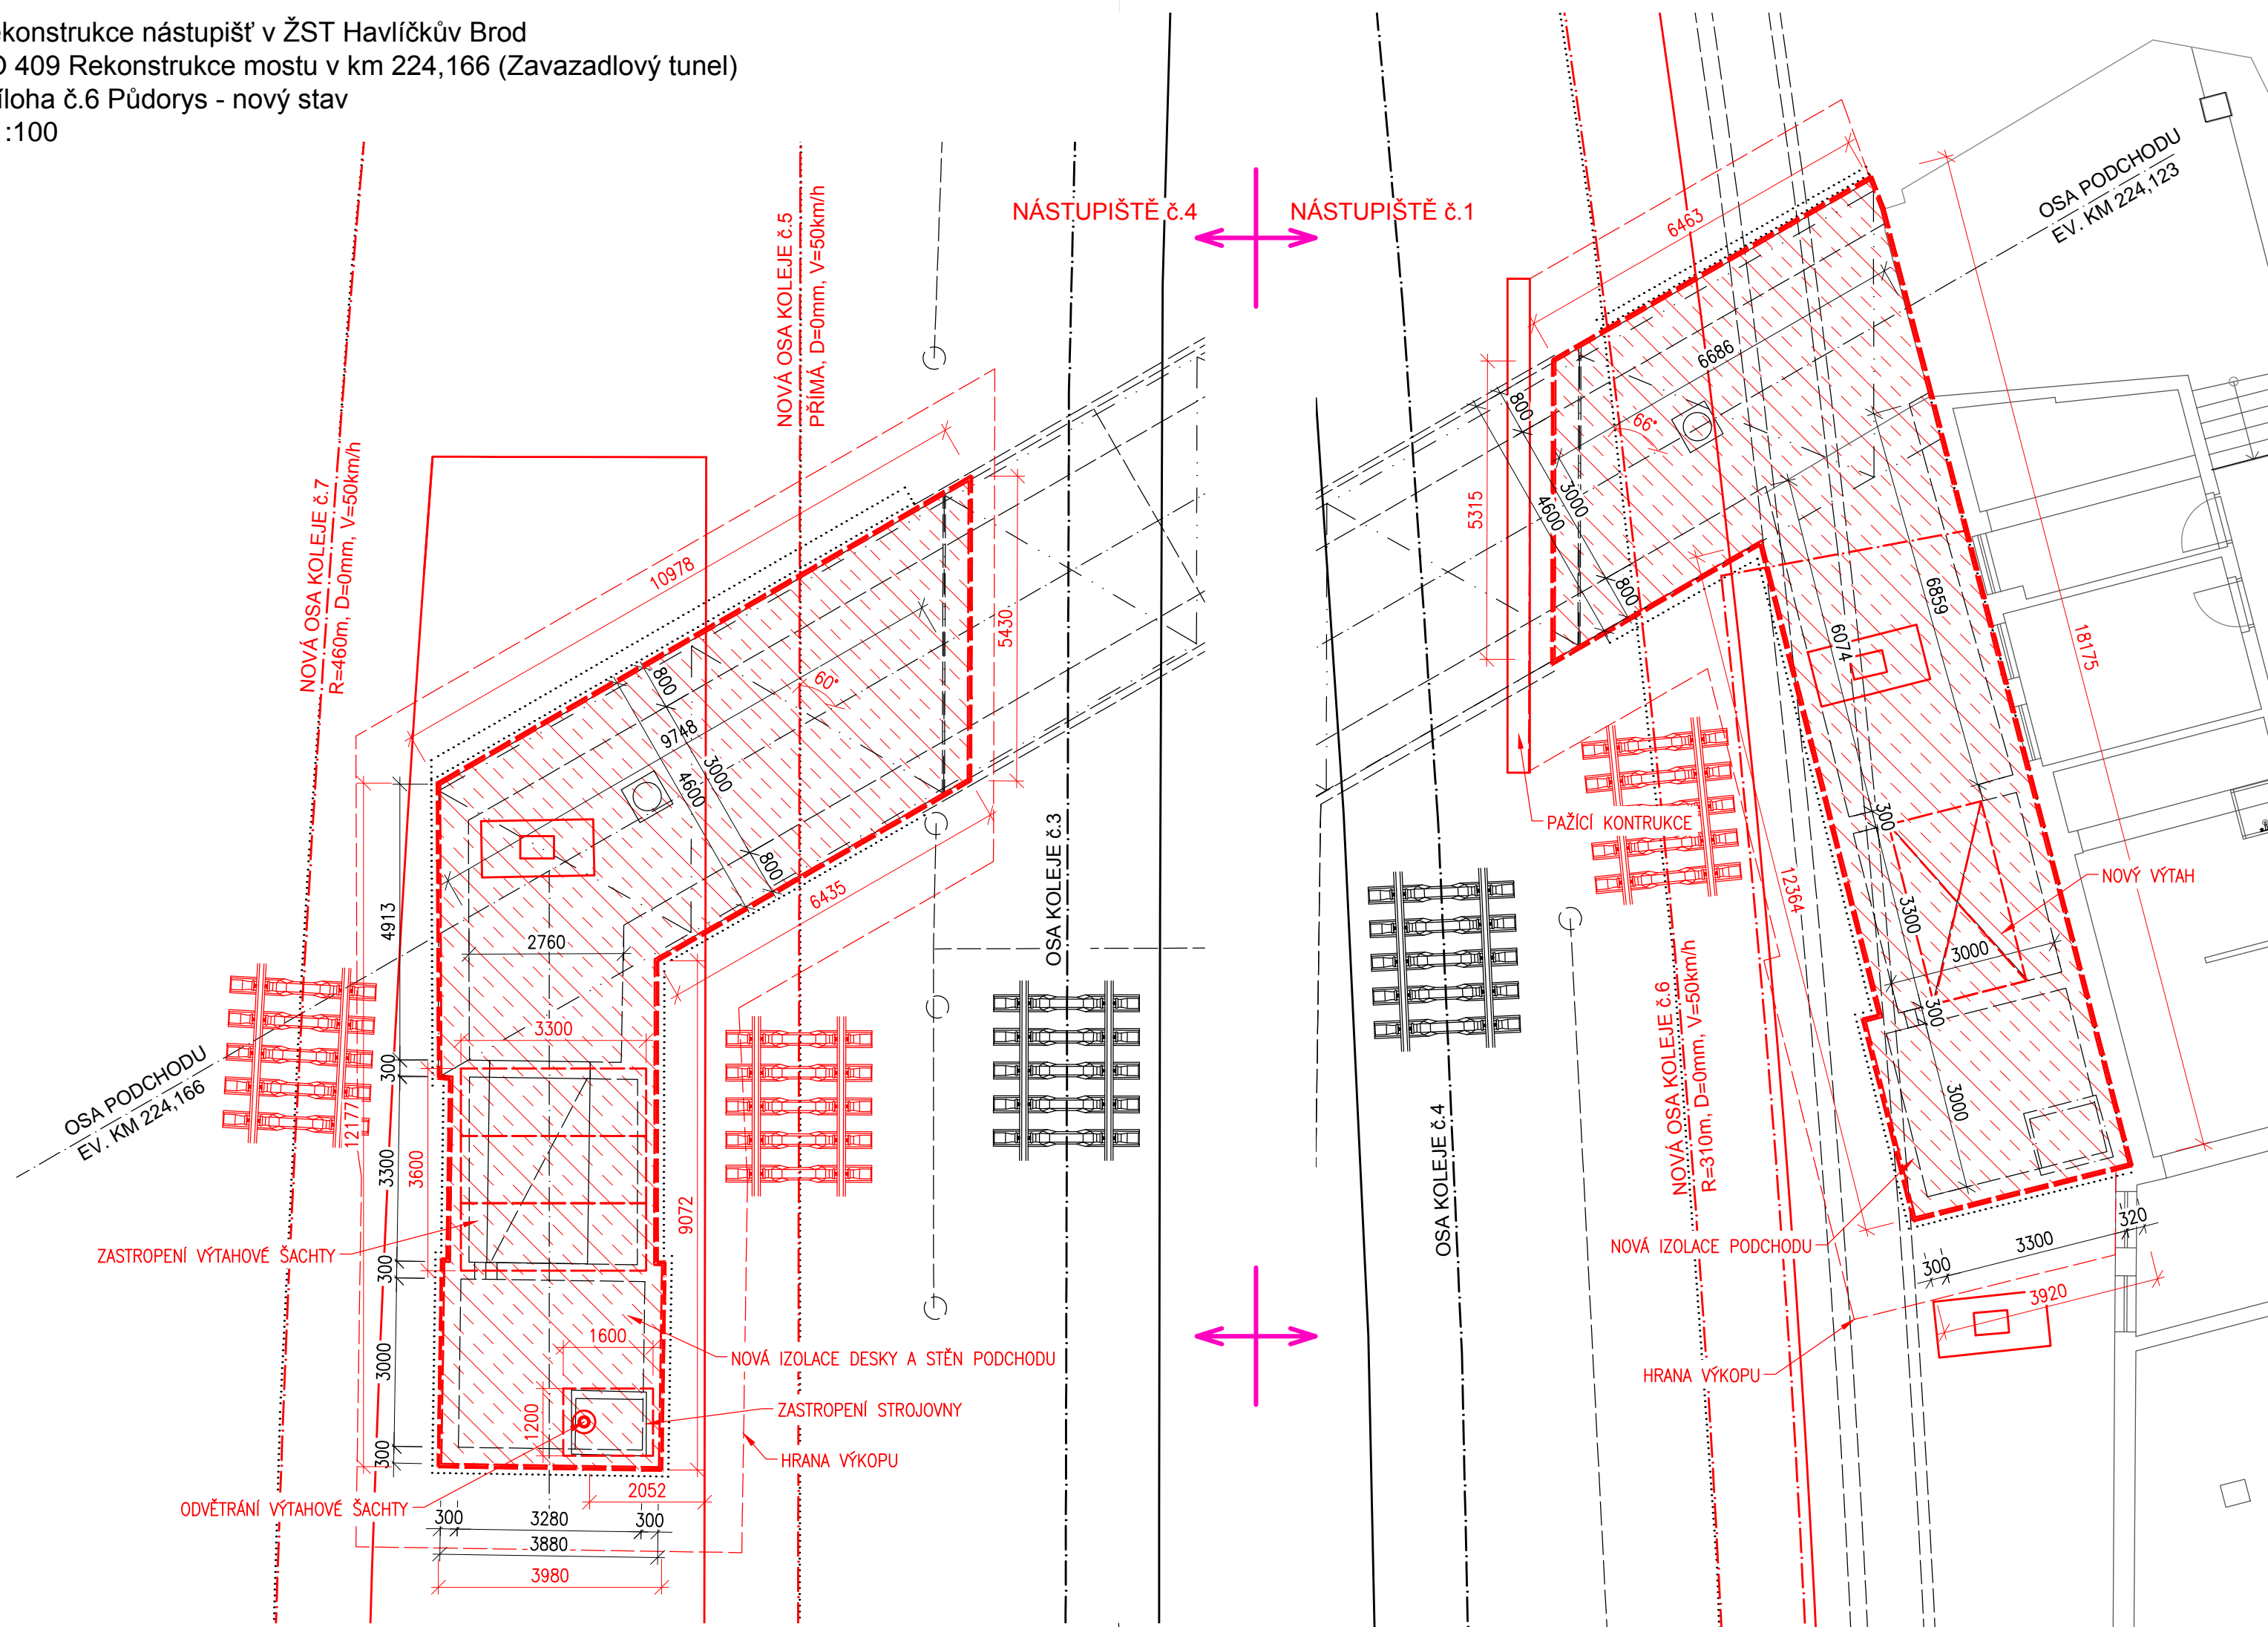 ekonstrukce nástupišť v ŽST Havlíčkův Brod
O 409 Rekonstrukce mostu v km 224,166 (Zavazadlový tunel)
íloha č.6 Půdorys - nový stav
:100
NÁSTUPIŠTĚ č.4
NÁSTUPIŠTĚ č.1
NOVÁ OSA KOLEJE č.7
R=460m, D=0mm, V=50km/h
NOVÁ OSA KOLEJE č.5
PŘÍMÁ, D=0mm, V=50km/h
OSA KOLEJE č.3
OSA PODCHODU
EV. KM 224,166
10978
5430
60°
800
9748
3000
4600
800
6435
2760
4913
300
3300
12177
3300
3600
300
9072
3000
300
1600
1200
2052
300
3280
300
3880
3980
ZASTROPENÍ VÝTAHOVÉ ŠACHTY
NOVÁ IZOLACE DESKY A STĚN PODCHODU
ZASTROPENÍ STROJOVNY
HRANA VÝKOPU
ODVĚTRÁNÍ VÝTAHOVÉ ŠACHTY
OSA PODCHODU
EV. KM 224,123
6463
6686
66°
800
3000
4600
800
5315
6859
6074
18175
PAŽÍCÍ KONTRUKCE
12364
300
3300
3000
300
3000
NOVÝ VÝTAH
OSA KOLEJE č.4
NOVÁ OSA KOLEJE č.6
R=310m, D=0mm, V=50km/h
NOVÁ IZOLACE PODCHODU
HRANA VÝKOPU
300
3300
320
3920